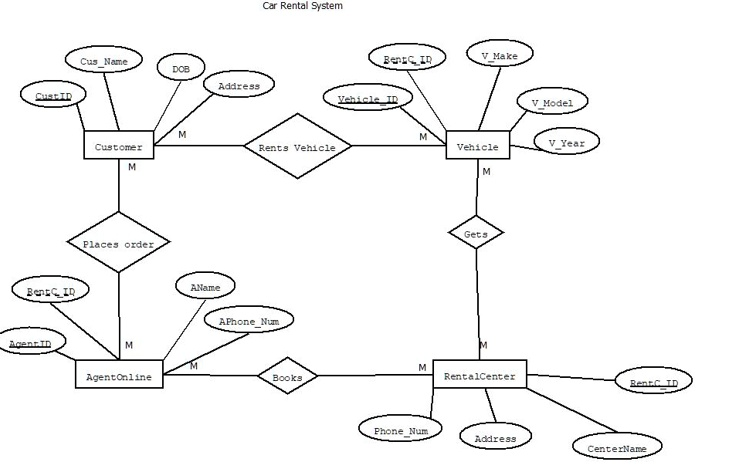 Car Rental System
Cus_Name
DOB
CustID
Address
RentC_ID
V_Make
Vehicle_ID
V_Model
V_Year
Customer
M
Rents Vehicle
M
Vehicle
M
M
Places order
Gets
RentC_ID
AName
AgentID
APhone_Num
M
M
AgentOnline
M
Books
M
RentalCenter
RentC_ID
Phone_Num
Address
CenterName